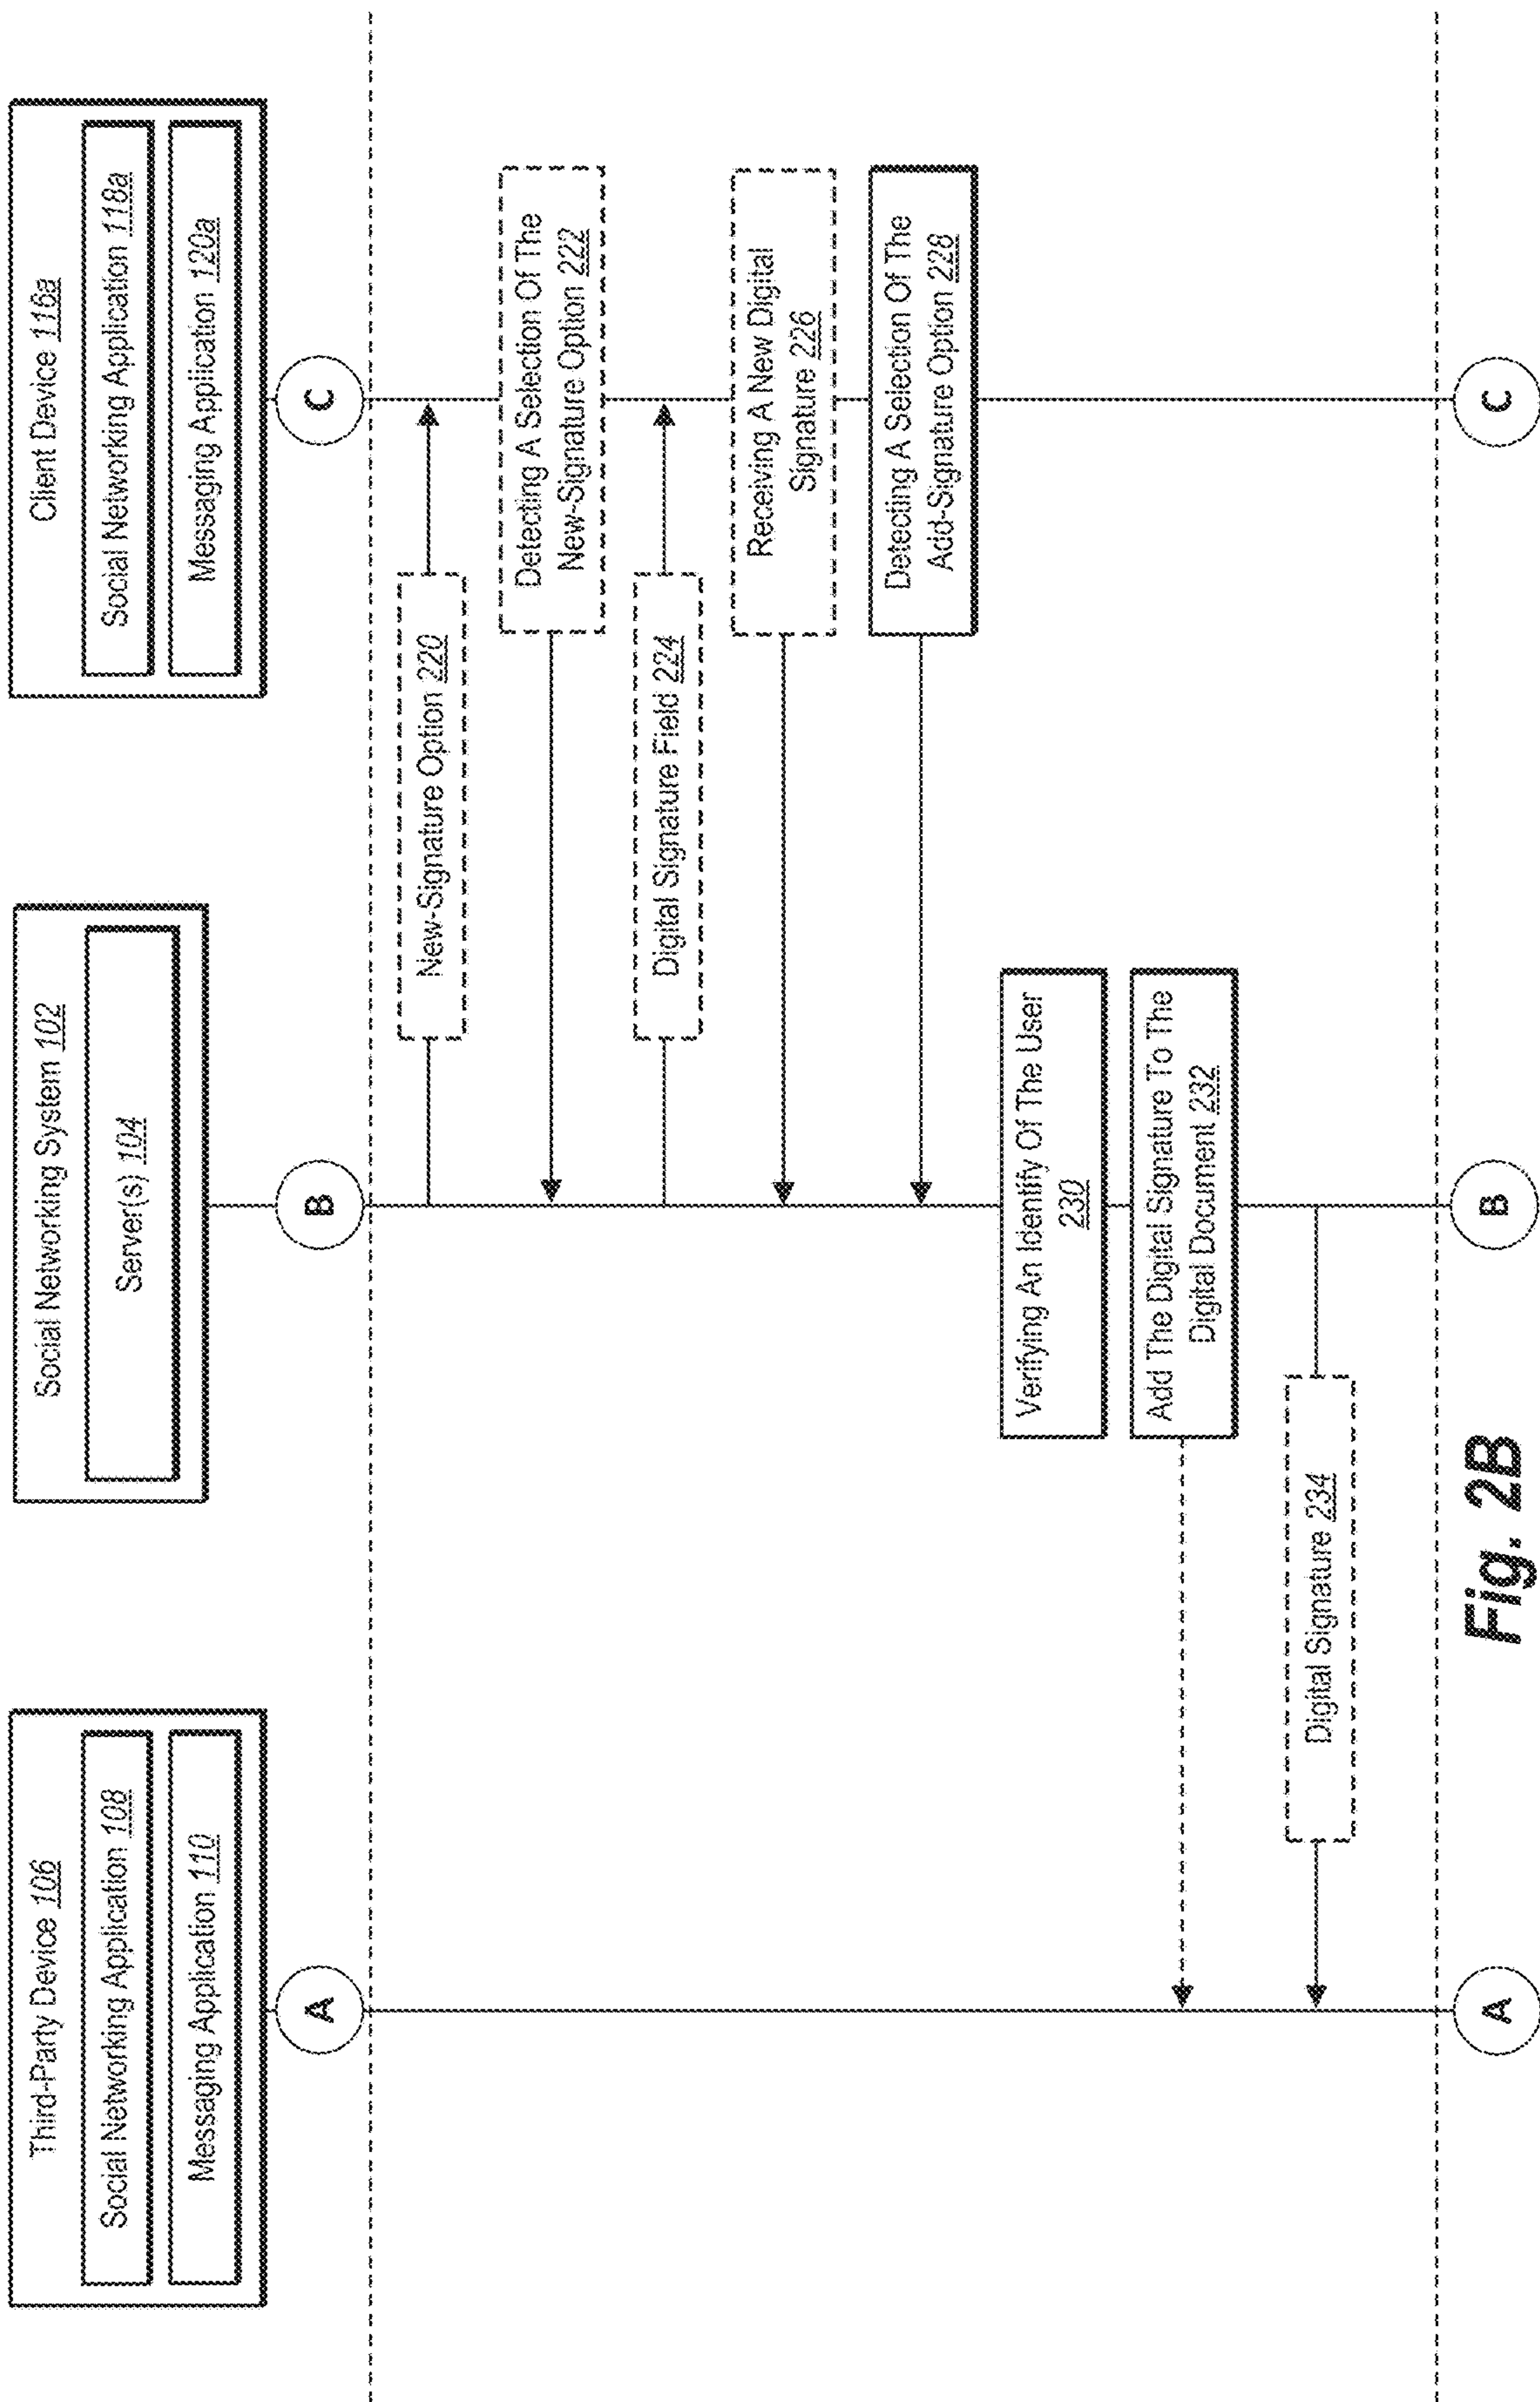 Third-Party Device 106
Social Networking Application 108
Messaging Application 110
Social Networking System 102
Server(s) 104
Client Device 116a
Social Networking Application 118a
Messaging Application 120a
A
B
C
New-Signature Option 220
Detecting A Selection Of The
New-Signature Option 222
Digital Signature Field 224
Receiving A New Digital
Signature 226
Detecting A Selection Of The
Add-Signature Option 228
Verifying An Identify Of The User
230
Add The Digital Signature To The
Digital Document 232
Digital Signature 234
A
B
C
Fig. 2B